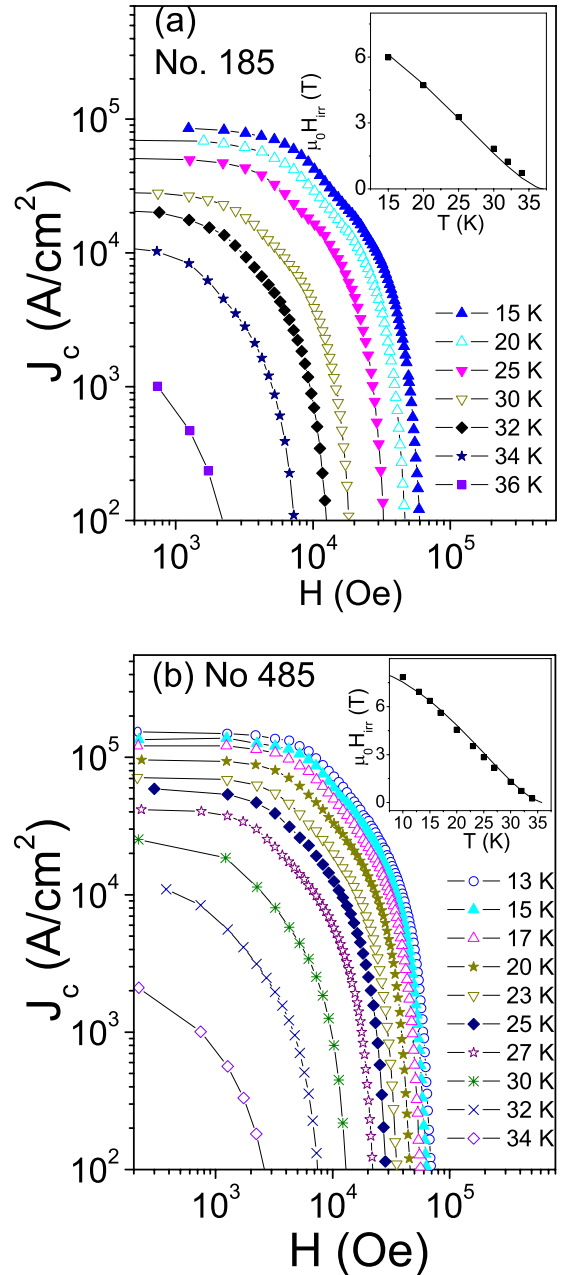 (a)
No. 185
J_c (A/cm^2)
10^5
10^4
10^3
10^2
10^3 10^4 10^5
H (Oe)
μ_0H_irr (T)
6
3
0
15 20 25 30 35
T (K)
15 K
20 K
25 K
30 K
32 K
34 K
36 K
(b) No 485
J_c (A/cm^2)
10^5
10^4
10^3
10^2
10^3 10^4 10^5
H (Oe)
μ_0H_irr (T)
6
3
0
10 15 20 25 30 35
T (K)
13 K
15 K
17 K
20 K
23 K
25 K
27 K
30 K
32 K
34 K